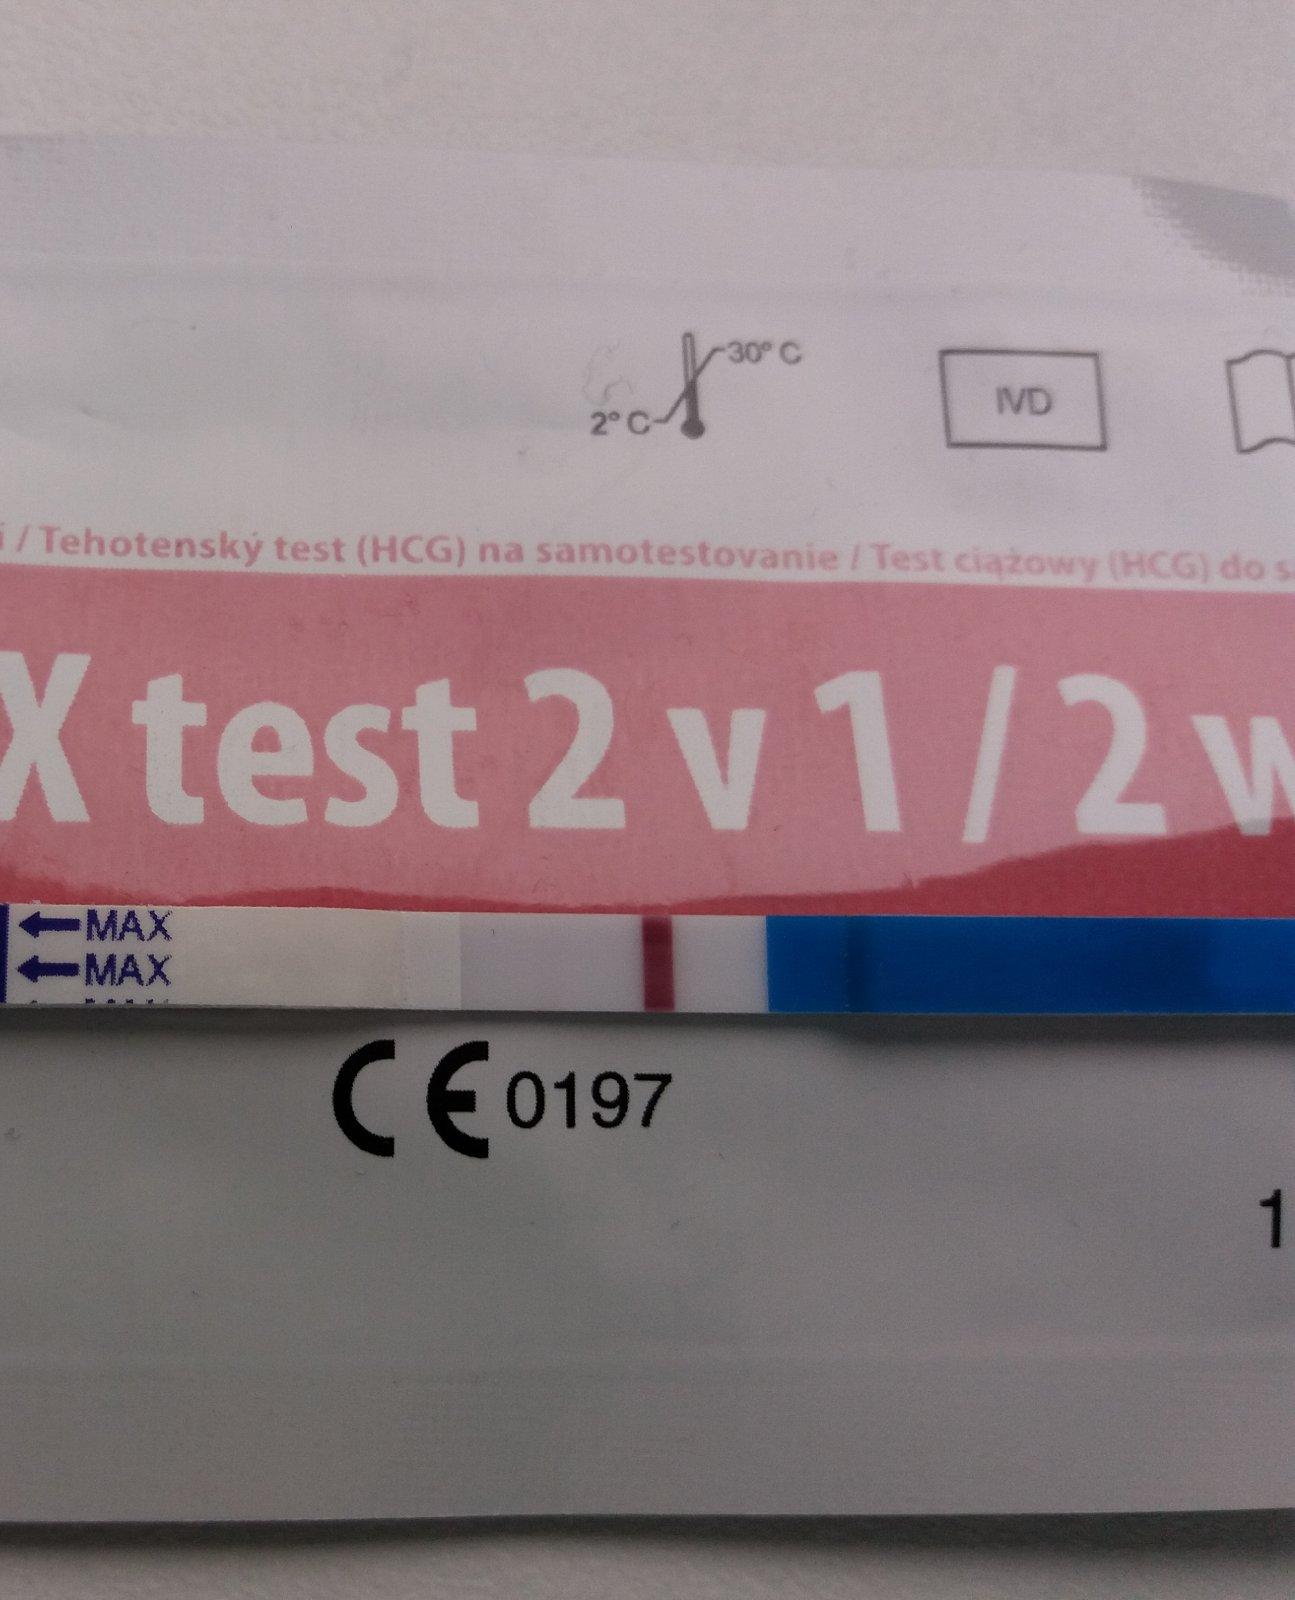 30° C
2° C
IVD
/ Tehotenský test (HCG) na samotestovanie / Test ciążowy (HCG) do
X test 2 v 1 / 2
MAX
MAX
CE 0197
1